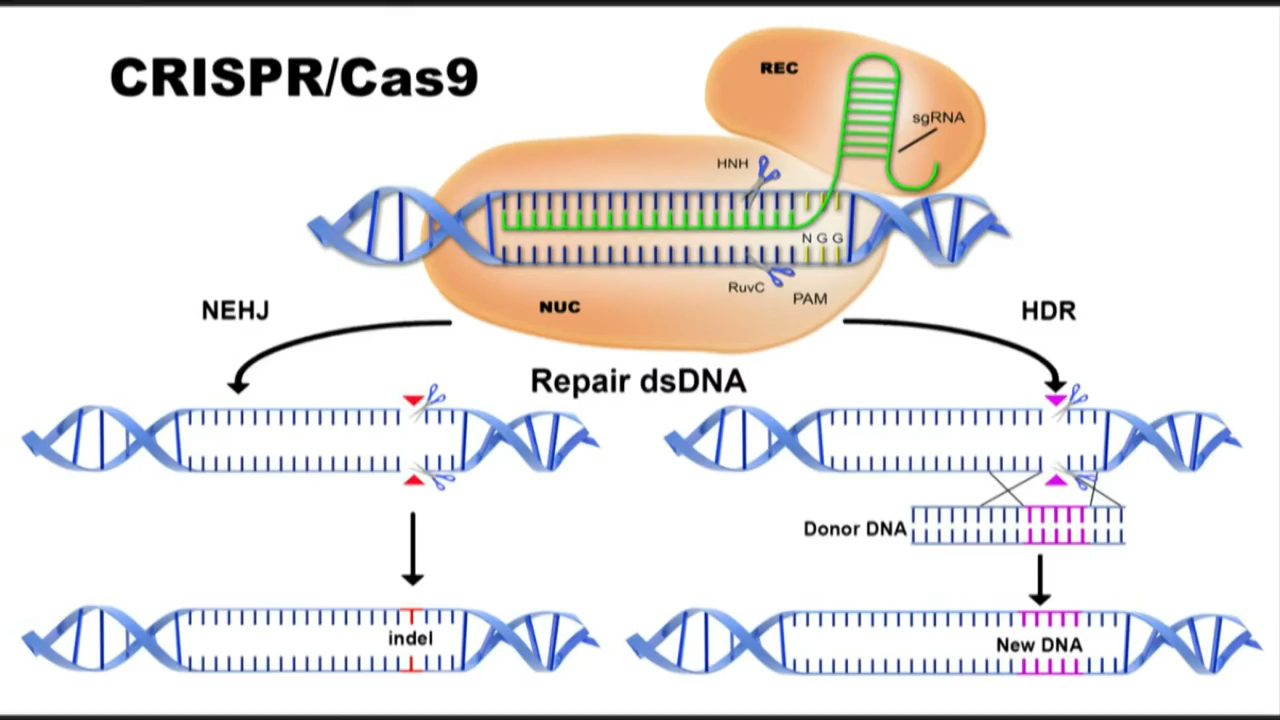 CRISPR/Cas9
REC
sgRNA
HNH
N G G
RuvC
PAM
NUC
NEHJ
HDR
Repair dsDNA
Donor DNA
indel
New DNA